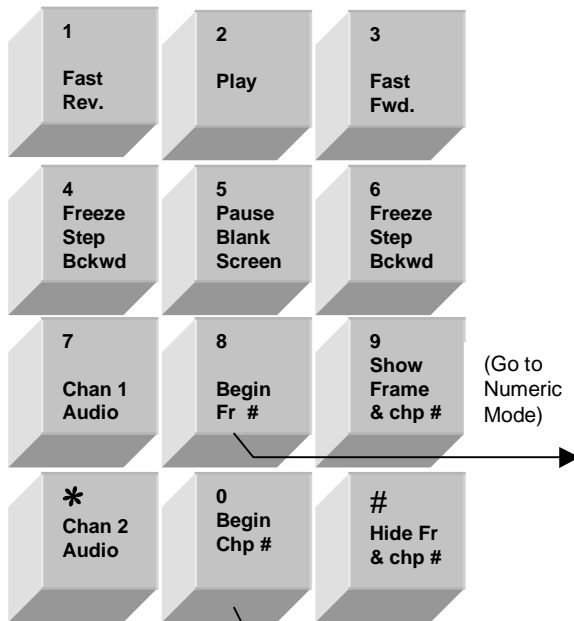 1
Fast
Rev.
2
Play
3
Fast
Fwd.
4
Freeze
Step
Bckwd
5
Pause
Blank
Screen
6
Freeze
Step
Bckwd
7
Chan 1
Audio
8
Begin
Fr #
9
Show
Frame
& chp #
(Go to
Numeric
Mode)
*
Chan 2
Audio
0
Begin
Chp #
#
Hide Fr
& chp #